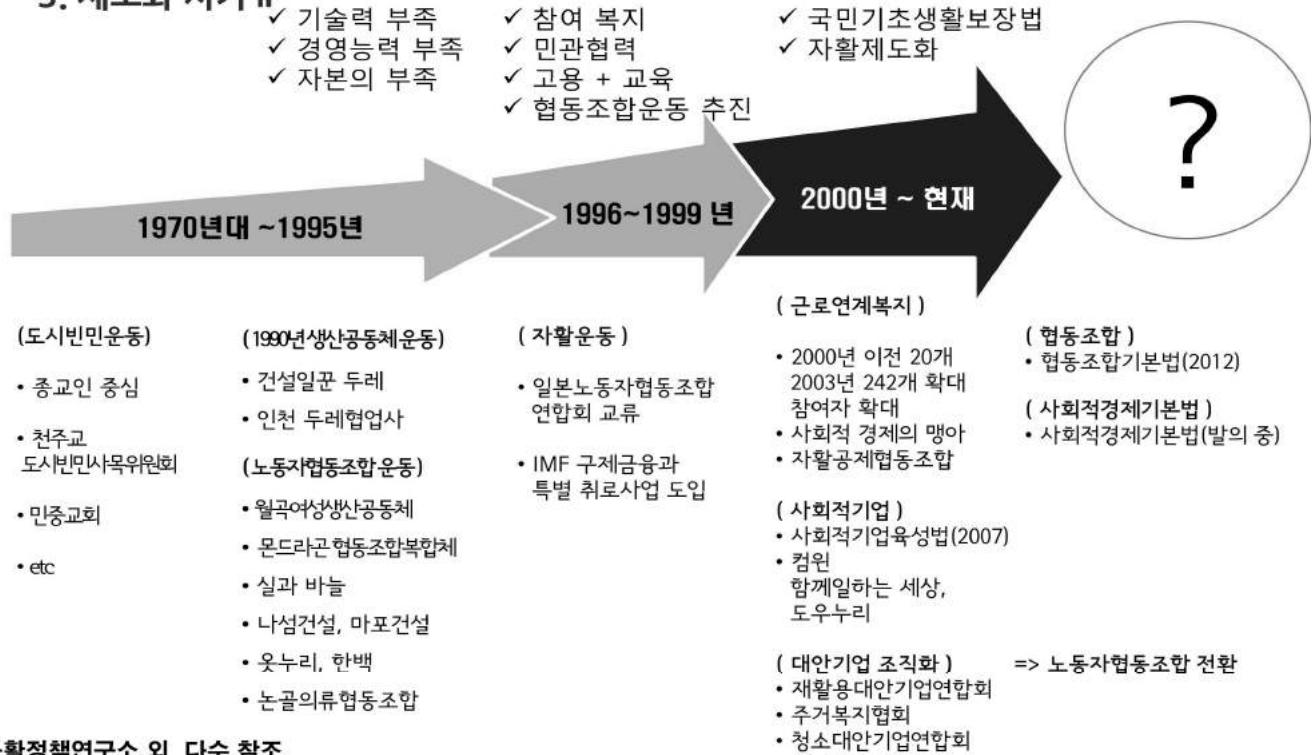 ✓ 기술력 부족
✓ 경영능력 부족
✓ 자본의 부족
✓ 참여 복지
✓ 민관협력
✓ 고용 + 교육
✓ 협동조합운동 추진
✓ 국민기초생활보장법
✓ 자활제도화
1970년대 ~1995년
1996~1999 년
2000년 ~ 현재
?
(도시빈민운동)
• 종교인 중심
• 천주교
도시빈민사목위원회
• 민중교회
• etc
(1990년 생산공동체 운동)
• 건설일꾼 두레
• 인천 두레협업사
(노동자협동조합 운동)
• 월곡여성생산공동체
• 몬드라곤 협동조합복합체
• 실과 바늘
• 나섬건설, 마포건설
• 옷누리, 한백
• 논골의류협동조합
( 자활운동 )
• 일본노동자협동조합
연합회 교류
• IMF 구제금융과
특별 취로사업 도입
( 근로연계복지 )
• 2000년 이전 20개
2003년 242개 확대
참여자 확대
• 사회적 경제의 맹아
• 자활공제협동조합
( 사회적기업 )
• 사회적기업육성법(2007)
• 컴윈
함께일하는 세상,
도우누리
( 대안기업 조직화 )
• 재활용대안기업연합회
• 주거복지협회
• 청소대안기업연합회
( 협동조합 )
• 협동조합기본법(2012)
( 사회적경제기본법 )
• 사회적경제기본법(발의 중)
=> 노동자협동조합 전환
활정책연구소 외, 다수 참조